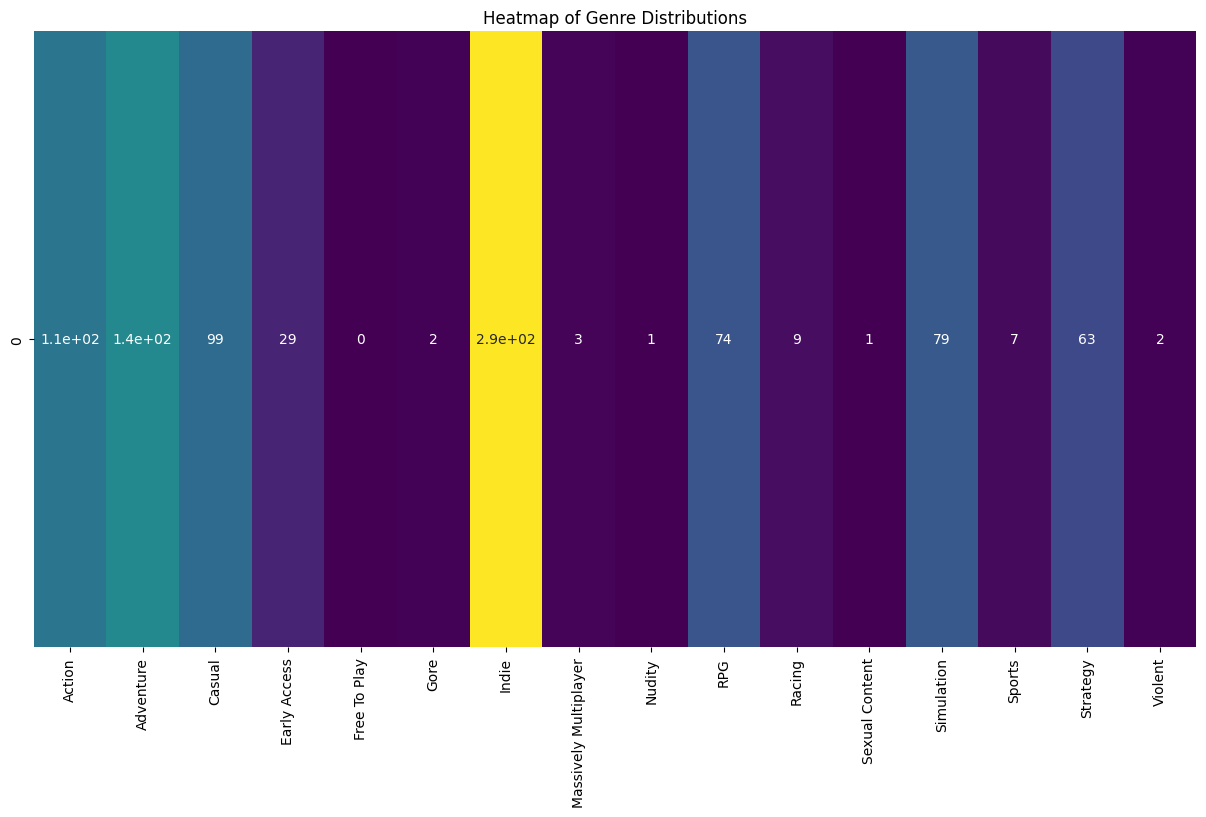 Heatmap of Genre Distributions
0
1.1e+02
1.4e+02
99
29
0
2
2.9e+02
3
1
74
9
1
79
7
63
2
Action
Adventure
Casual
Early Access
Free To Play
Gore
Indie
Massively Multiplayer
Nudity
RPG
Racing
Sexual Content
Simulation
Sports
Strategy
Violent